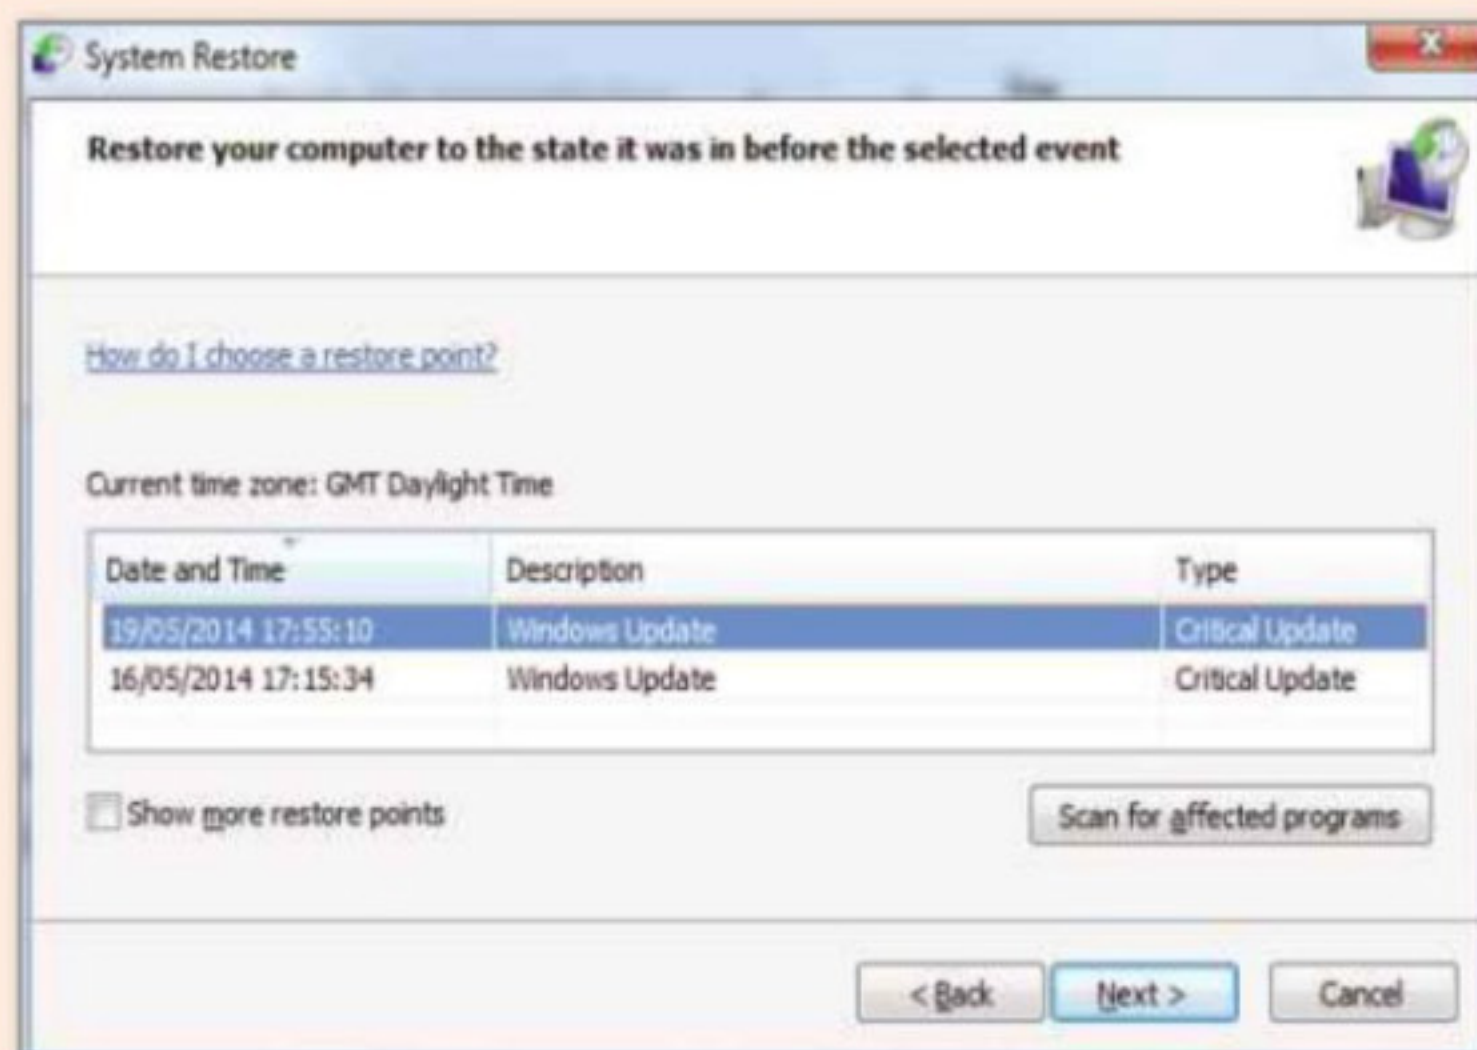 System Restore
Restore your computer to the state it was in before the selected event
How do I choose a restore point?
Current time zone: GMT Daylight Time
Date and Time Description Type
19/05/2014 17:55:10 Windows Update Critical Update
16/05/2014 17:15:34 Windows Update Critical Update
Show more restore points Scan for affected programs
< Back Next > Cancel